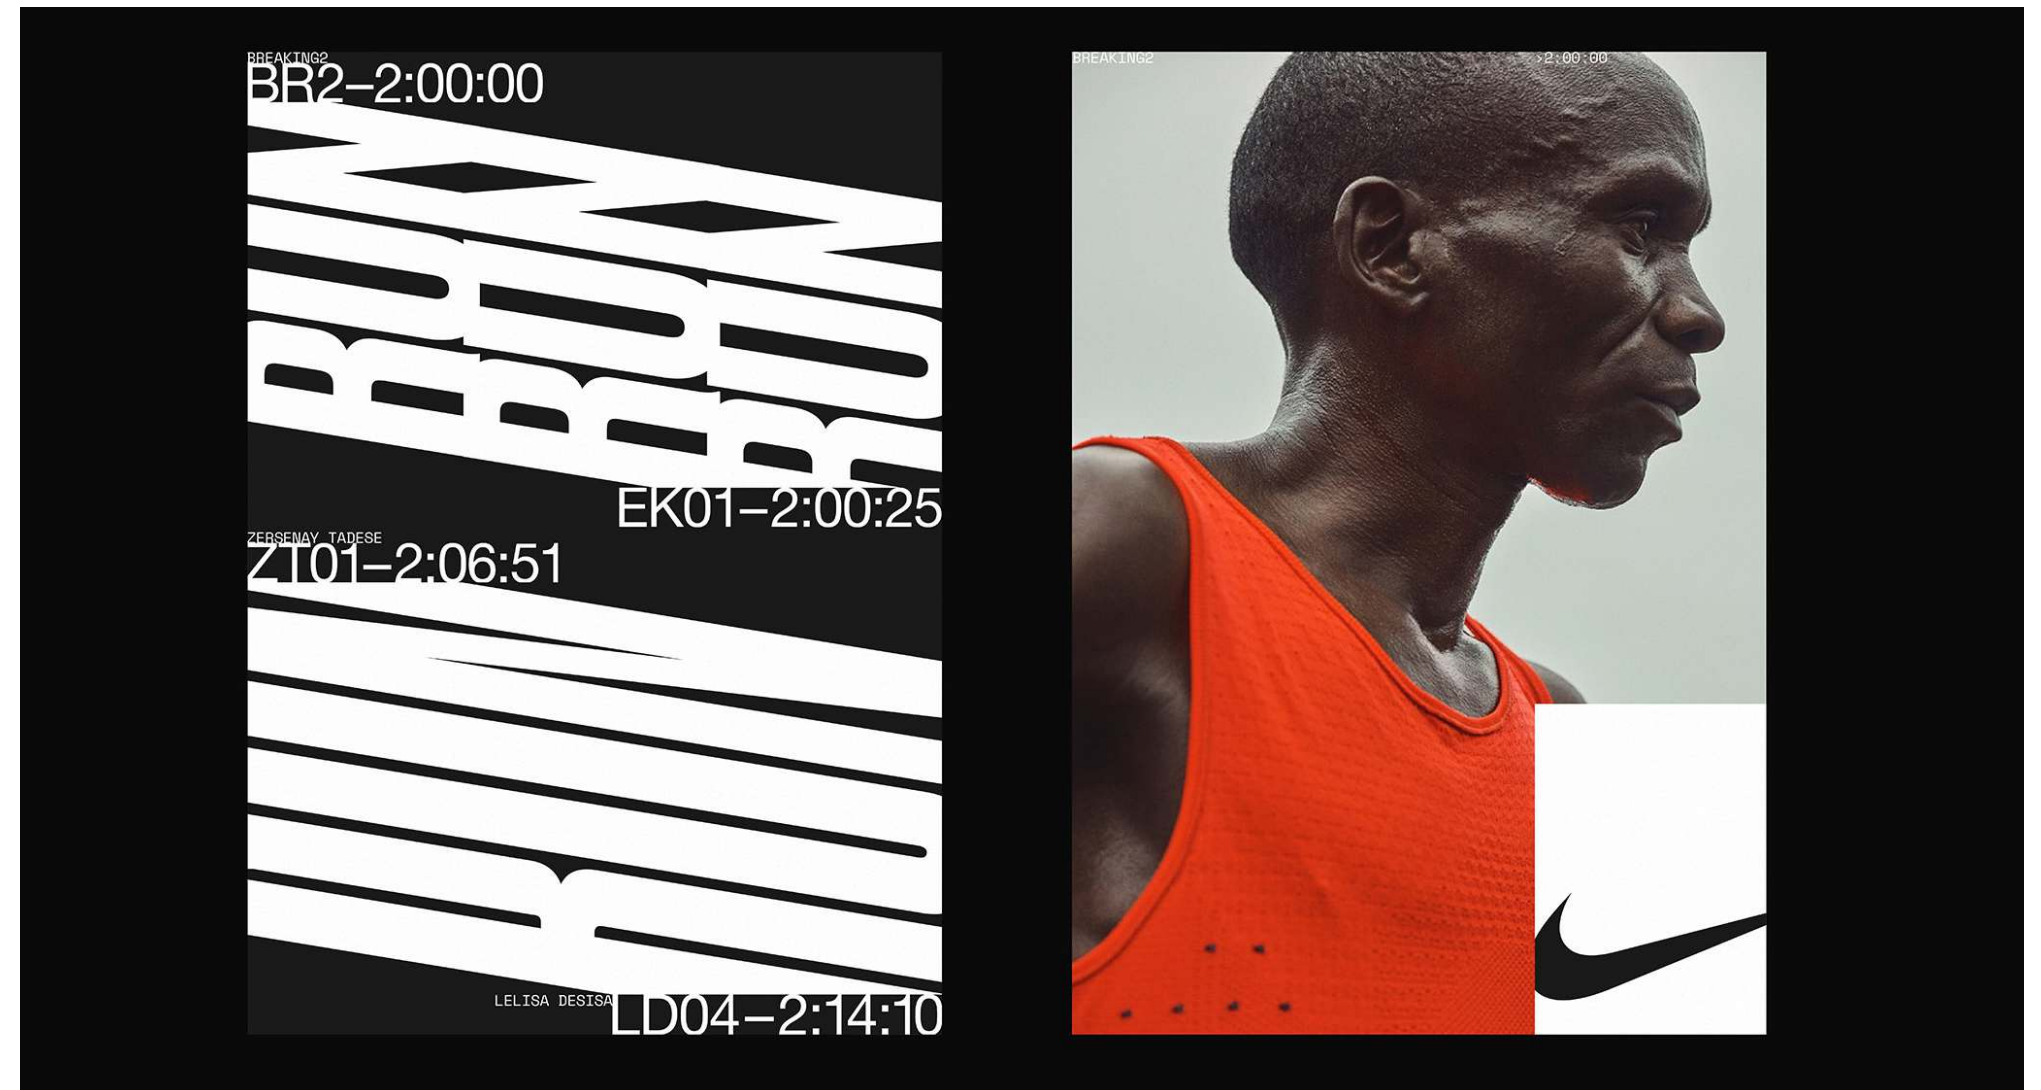 BREAKING2
BR2–2:00:00
RUN RUN RUN
EK01–2:00:25
ZERSENAY TADESE
ZT01–2:06:51
RUN
LELISA DESISA
LD04–2:14:10
BREAKING2
›2:00:00